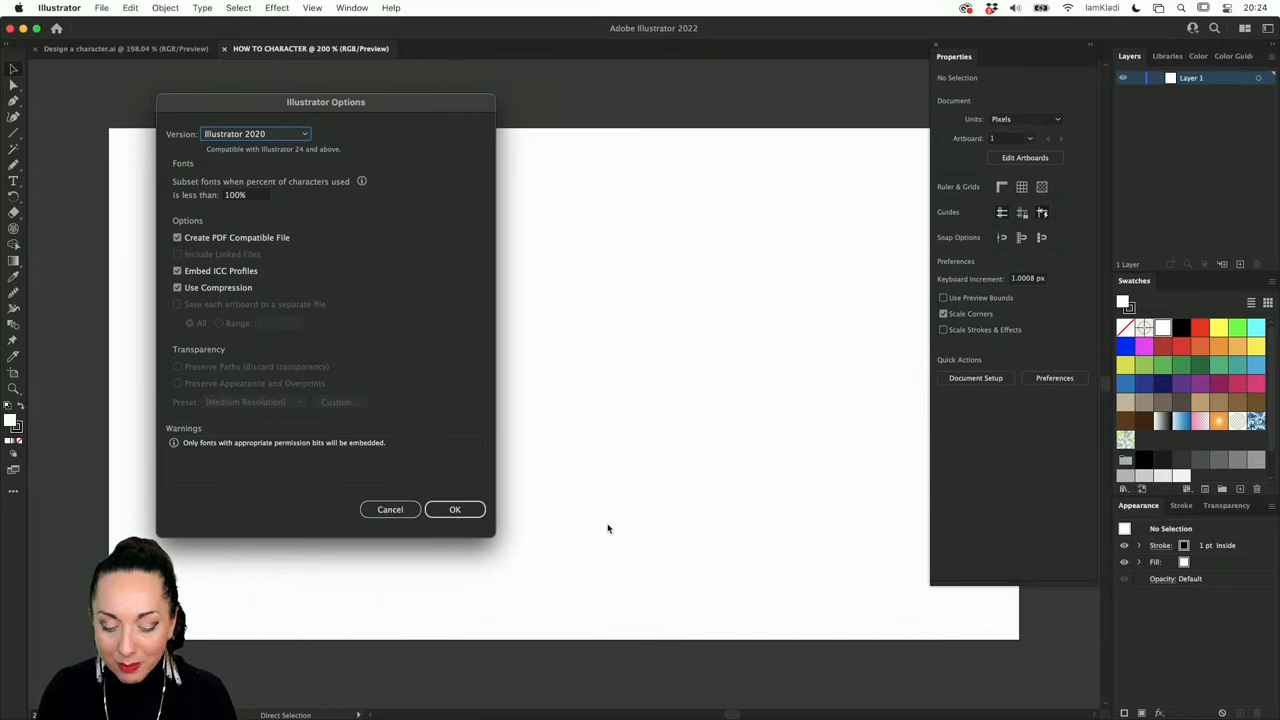 Illustrator File Edit Object Type Select Effect View Window Help IamKladi 20:24
Adobe Illustrator 2022
Design a character.ai @ 198.04 % (RGB/Preview) HOW TO CHARACTER @ 200 % (RGB/Preview)
Illustrator Options
Version: Illustrator 2020
Compatible with Illustrator 24 and above.
Fonts
Subset fonts when percent of characters used
is less than: 100%
Options
Create PDF Compatible File
Include Linked Files
Embed ICC Profiles
Use Compression
Save each artboard to a separate file
All Range:
Transparency
Preserve Paths (discard transparency)
Preserve Appearance and Overprints
Preset: [Medium Resolution] Custom...
Warnings
Only fonts with appropriate permission bits will be embedded.
Cancel OK
Direct Selection
Properties
No Selection
Document
Units: Pixels
Artboard: 1
Edit Artboards
Ruler & Grids
Guides
Snap Options
Preferences
Keyboard Increment: 1.0008 px
Use Preview Bounds
Scale Corners
Scale Strokes & Effects
Quick Actions
Document Setup Preferences
Layers Libraries Color Color Guide
Layer 1
1 Layer
Swatches
Appearance Stroke Transparency
No Selection
Stroke: 1 pt Inside
Fill:
Opacity: Default